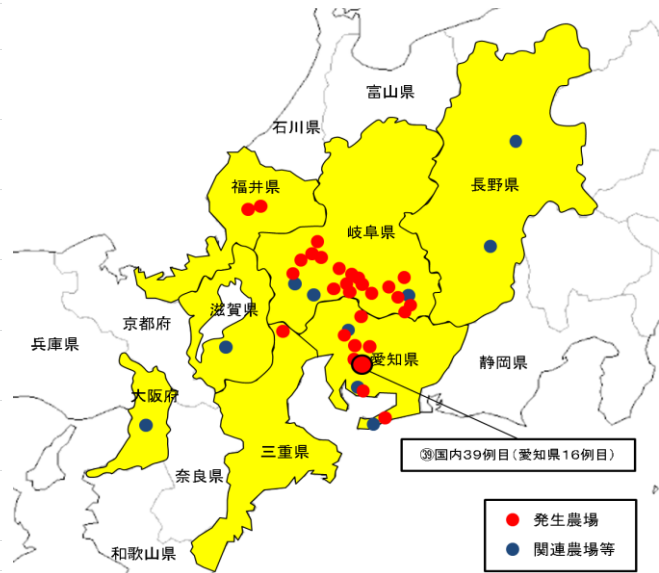 富山県
石川県
福井県
長野県
岐阜県
滋賀県
京都府
兵庫県
愛知県
静岡県
大阪府
三重県
奈良県
和歌山県
㊴国内39例目(愛知県16例目)
発生農場
関連農場等